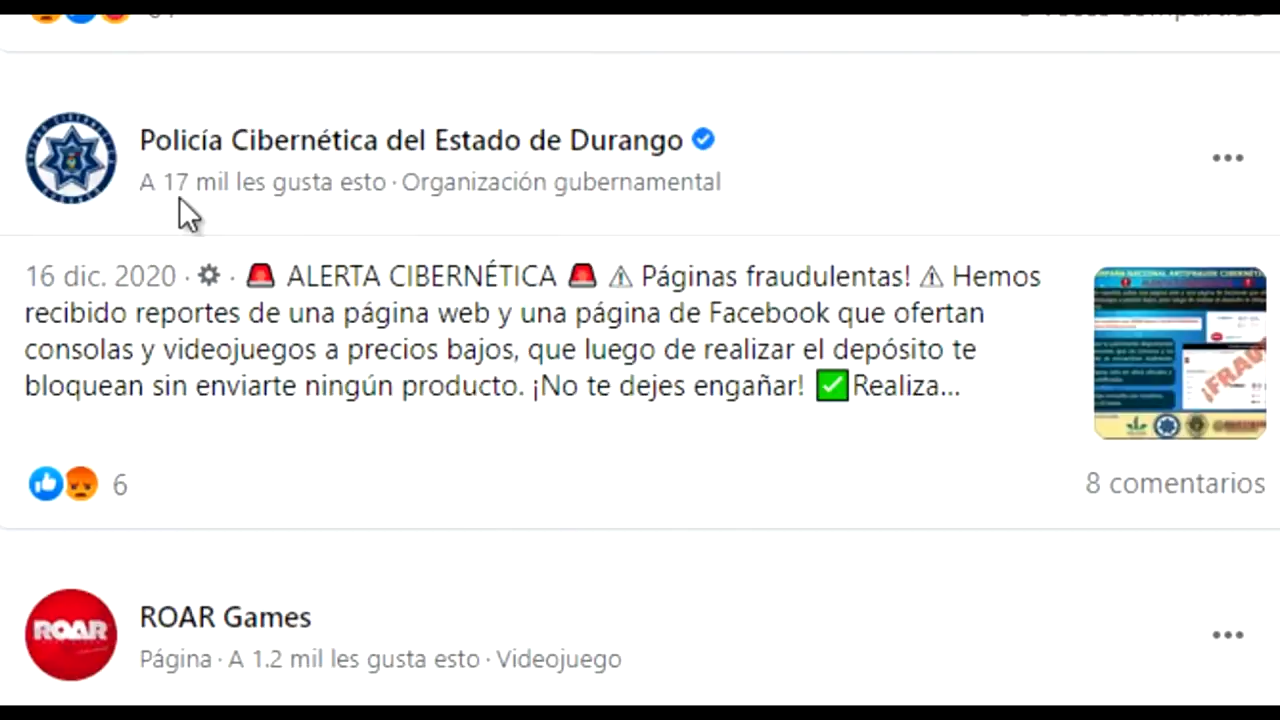 Policía Cibernética del Estado de Durango
A 17 mil les gusta esto · Organización gubernamental
16 dic. 2020 · · 🚨 ALERTA CIBERNÉTICA 🚨 ⚠ Páginas fraudulentas! ⚠ Hemos
recibido reportes de una página web y una página de Facebook que ofertan
consolas y videojuegos a precios bajos, que luego de realizar el depósito te
bloquean sin enviarte ningún producto. ¡No te dejes engañar! ✅ Realiza...
¡FRAU
6
8 comentarios
ROAR
ROAR Games
Página · A 1.2 mil les gusta esto · Videojuego